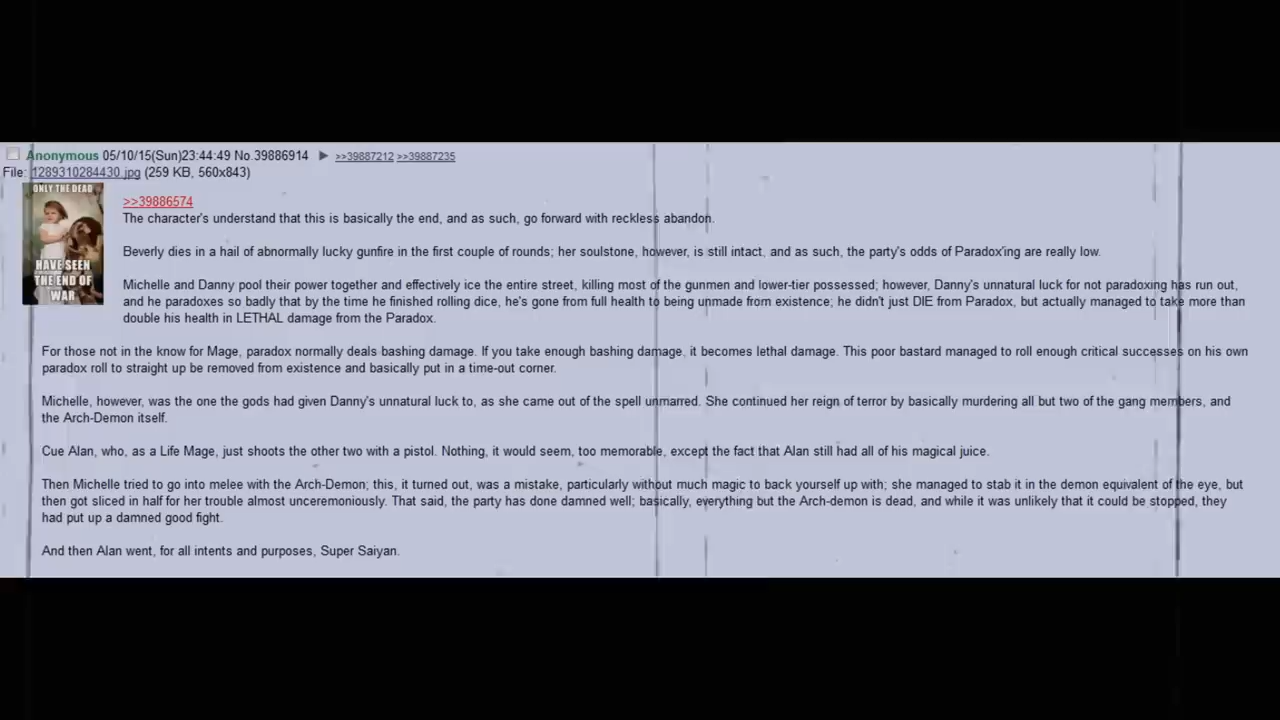 Anonymous 05/10/15(Sun)23:44:49 No.39886914 ▶ >>39887212 >>39887235
File: 1289310284430.jpg (259 KB, 560x843)
ONLY THE DEAD
HAVE SEEN
THE END OF
WAR
>>39886574
The character's understand that this is basically the end, and as such, go forward with reckless abandon.
Beverly dies in a hail of abnormally lucky gunfire in the first couple of rounds; her soulstone, however, is still intact, and as such, the party's odds of Paradox'ing are really low.
Michelle and Danny pool their power together and effectively ice the entire street, killing most of the gunmen and lower-tier possessed; however, Danny's unnatural luck for not paradoxing has run out,
and he paradoxes so badly that by the time he finished rolling dice, he's gone from full health to being unmade from existence; he didn't just DIE from Paradox, but actually managed to take more than
double his health in LETHAL damage from the Paradox.
For those not in the know for Mage, paradox normally deals bashing damage. If you take enough bashing damage, it becomes lethal damage. This poor bastard managed to roll enough critical successes on his own
paradox roll to straight up be removed from existence and basically put in a time-out corner.
Michelle, however, was the one the gods had given Danny's unnatural luck to, as she came out of the spell unmarred. She continued her reign of terror by basically murdering all but two of the gang members, and
the Arch-Demon itself.
Cue Alan, who, as a Life Mage, just shoots the other two with a pistol. Nothing, it would seem, too memorable, except the fact that Alan still had all of his magical juice.
Then Michelle tried to go into melee with the Arch-Demon; this, it turned out, was a mistake, particularly without much magic to back yourself up with; she managed to stab it in the demon equivalent of the eye, but
then got sliced in half for her trouble almost unceremoniously. That said, the party has done damned well; basically, everything but the Arch-demon is dead, and while it was unlikely that it could be stopped, they
had put up a damned good fight.
And then Alan went, for all intents and purposes, Super Saiyan.